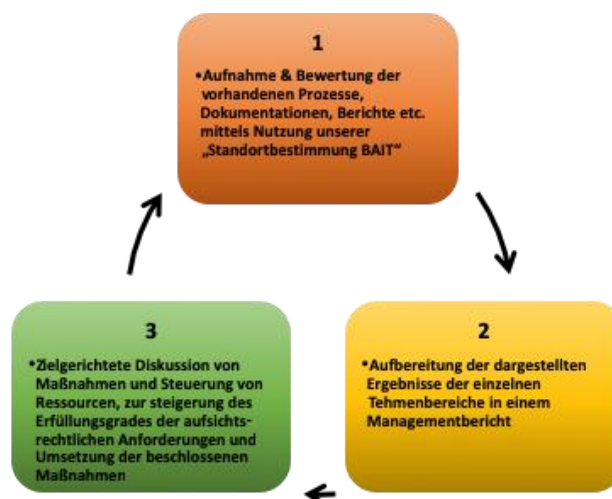 1
•Aufnahme & Bewertung der
vorhandenen Prozesse,
Dokumentationen, Berichte etc.
mittels Nutzung unserer
„Standortbestimmung BAIT“
2
•Aufbereitung der dargestellten
Ergebnisse der einzelnen
Tehmenbereiche in einem
Managementbericht
3
•Zielgerichtete Diskussion von
Maßnahmen und Steuerung von
Ressourcen, zur steigerung des
Erfüllungsgrades der aufsichts-
rechtlichen Anforderungen und
Umsetzung der beschlossenen
Maßnahmen